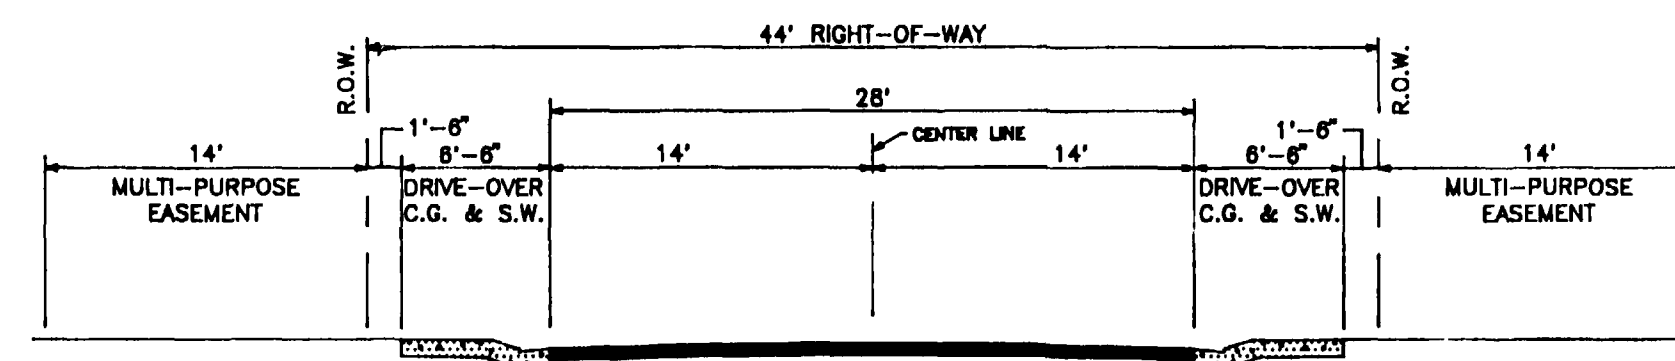 44' RIGHT-OF-WAY
R.O.W.
R.O.W.
28'
1'-6"
CENTER LINE
1'-6"
14'
6'-6"
14'
14'
6'-6"
14'
MULTI-PURPOSE
EASEMENT
DRIVE-OVER
C.G. & S.W.
DRIVE-OVER
C.G. & S.W.
MULTI-PURPOSE
EASEMENT